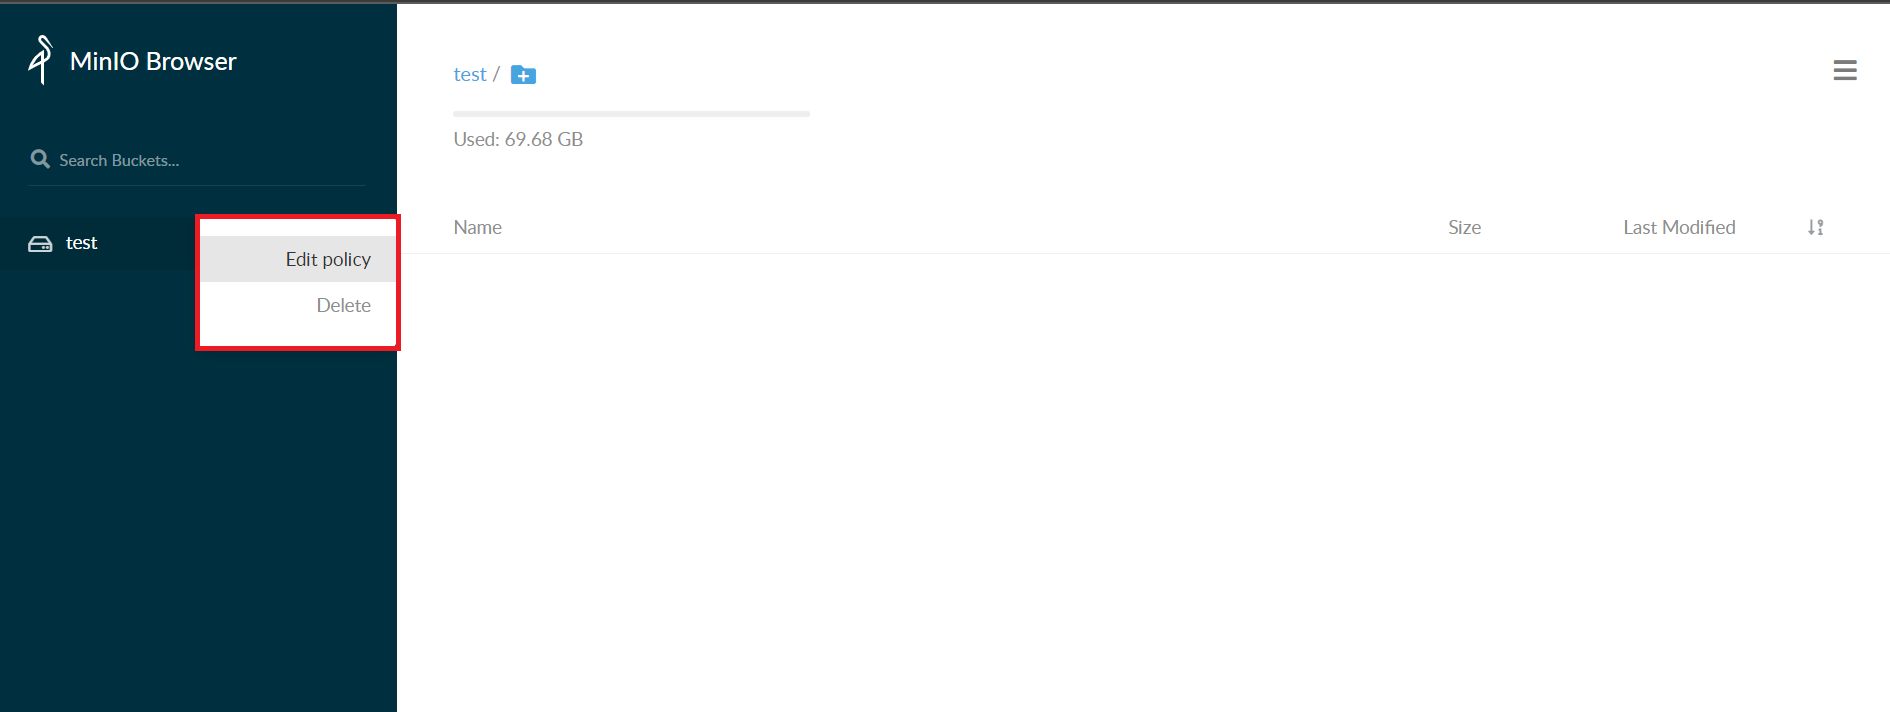 MinIO Browser
Search Buckets...
test
Edit policy
Delete
test /
Used: 69.68 GB
Name Size Last Modified